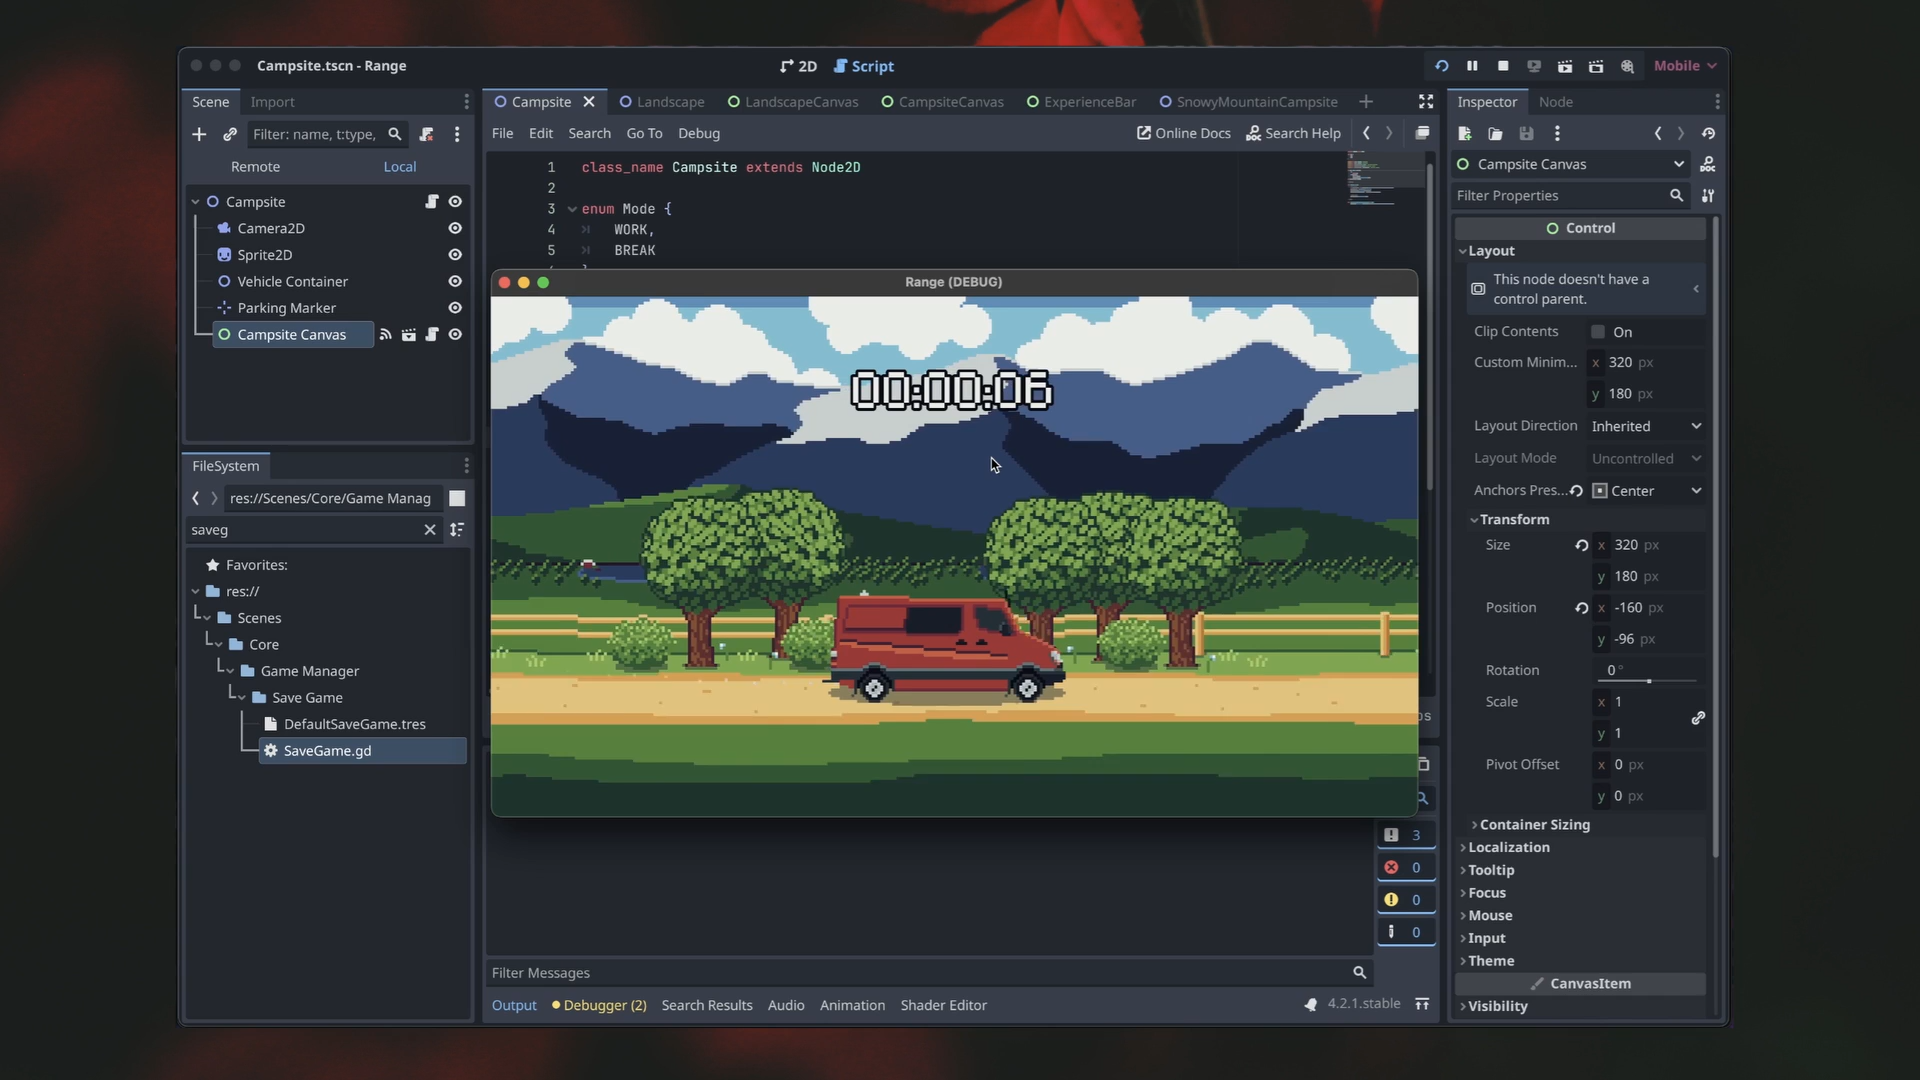 Campsite.tscn - Range
2D
Script
Mobile
Scene
Import
Filter: name, t:type,
Remote
Local
Campsite
Camera2D
Sprite2D
Vehicle Container
Parking Marker
Campsite Canvas
FileSystem
res://Scenes/Core/Game Manag
saveg
Favorites:
res://
Scenes
Core
Game Manager
Save Game
DefaultSaveGame.tres
SaveGame.gd
Campsite
Landscape
LandscapeCanvas
CampsiteCanvas
ExperienceBar
SnowyMountainCampsite
File
Edit
Search
Go To
Debug
Online Docs
Search Help
1 class_name Campsite extends Node2D
2
3 enum Mode {
4 WORK,
5 BREAK
Range (DEBUG)
00:00:06
3
0
0
0
Filter Messages
Output
Debugger (2)
Search Results
Audio
Animation
Shader Editor
4.2.1.stable
Inspector
Node
Campsite Canvas
Filter Properties
Control
Layout
This node doesn't have a
control parent.
Clip Contents On
Custom Minim... x 320 px
y 180 px
Layout Direction Inherited
Layout Mode Uncontrolled
Anchors Pres... Center
Transform
Size x 320 px
y 180 px
Position x -160 px
y -96 px
Rotation 0 °
Scale x 1
y 1
Pivot Offset x 0 px
y 0 px
Container Sizing
Localization
Tooltip
Focus
Mouse
Input
Theme
CanvasItem
Visibility